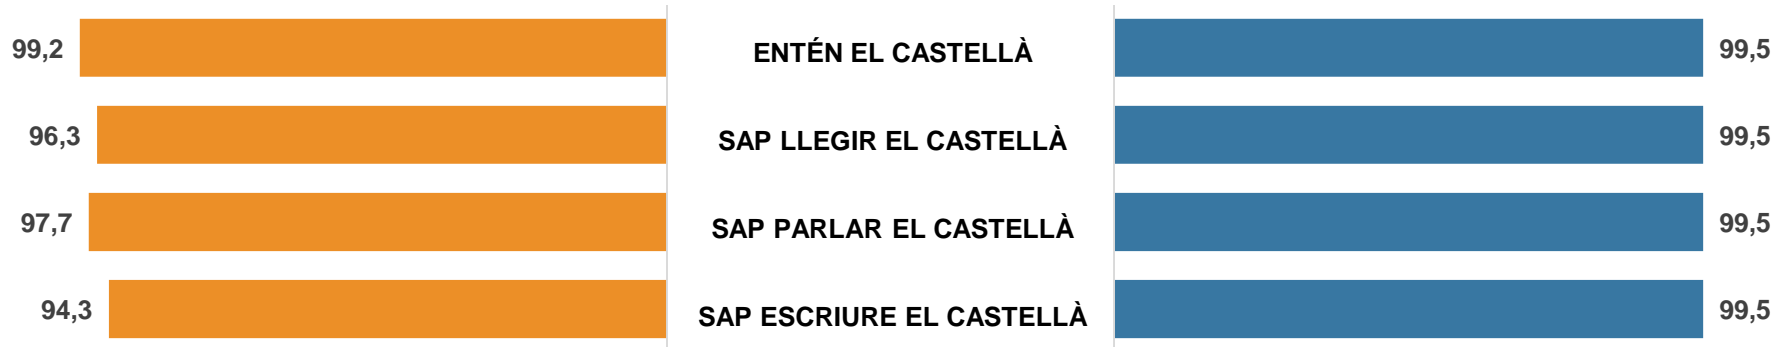 99,2 ENTÉN EL CASTELLÀ 99,5
96,3 SAP LLEGIR EL CASTELLÀ 99,5
97,7 SAP PARLAR EL CASTELLÀ 99,5
94,3 SAP ESCRIURE EL CASTELLÀ 99,5